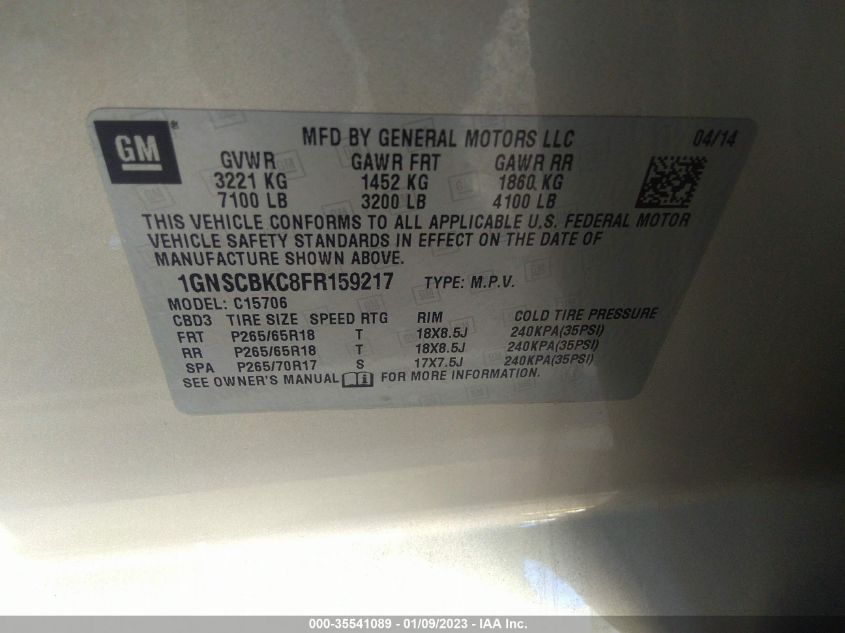 GM® MFD BY GENERAL MOTORS LLC 04/14
GVWR GAWR FRT GAWR RR
3221 KG 1452 KG 1860 KG
7100 LB 3200 LB 4100 LB
THIS VEHICLE CONFORMS TO ALL APPLICABLE U.S. FEDERAL MOTOR
VEHICLE SAFETY STANDARDS IN EFFECT ON THE DATE OF
MANUFACTURE SHOWN ABOVE.
1GNSCBKC8FR159217 TYPE: M.P.V.
MODEL: C15706
CBD3 TIRE SIZE SPEED RTG RIM COLD TIRE PRESSURE
FRT P265/65R18 T 18X8.5J 240KPA(35PSI)
RR P265/65R18 T 18X8.5J 240KPA(35PSI)
SPA P265/70R17 S 17X7.5J 240KPA(35PSI)
SEE OWNER'S MANUAL FOR MORE INFORMATION.
000-35541089 - 01/09/2023 - IAA Inc.